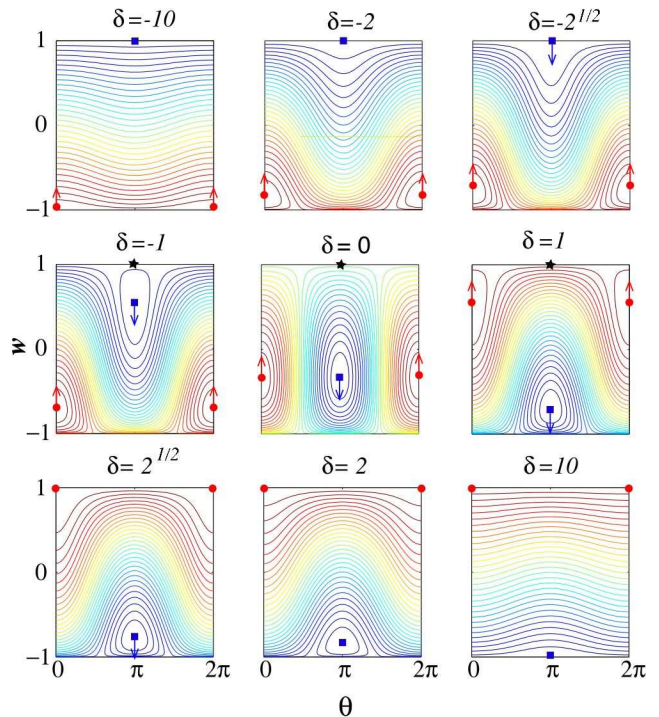 δ=-10 δ=-2 δ=-2^1/2
1
0
-1
δ=-1 δ=0 δ=1
1
w 0
-1
δ=2^1/2 δ=2 δ=10
1
0
-1
0 π 2π 0 π 2π 0 π 2π
θ